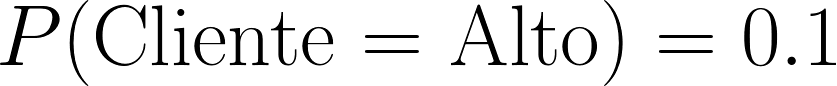 P(Cliente = Alto) = 0.1